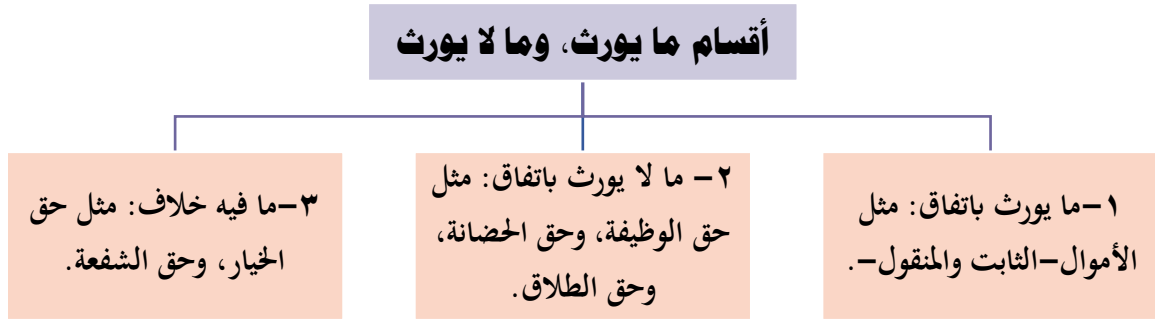 أقسام ما يورث، وما لا يورث
١-ما يورث باتفاق: مثل
الأموال-الثابت والمنقول-.
٢- ما لا يورث باتفاق: مثل
حق الوظيفة، وحق الحضانة،
وحق الطلاق.
٣-ما فيه خلاف: مثل حق
الخيار، وحق الشفعة.